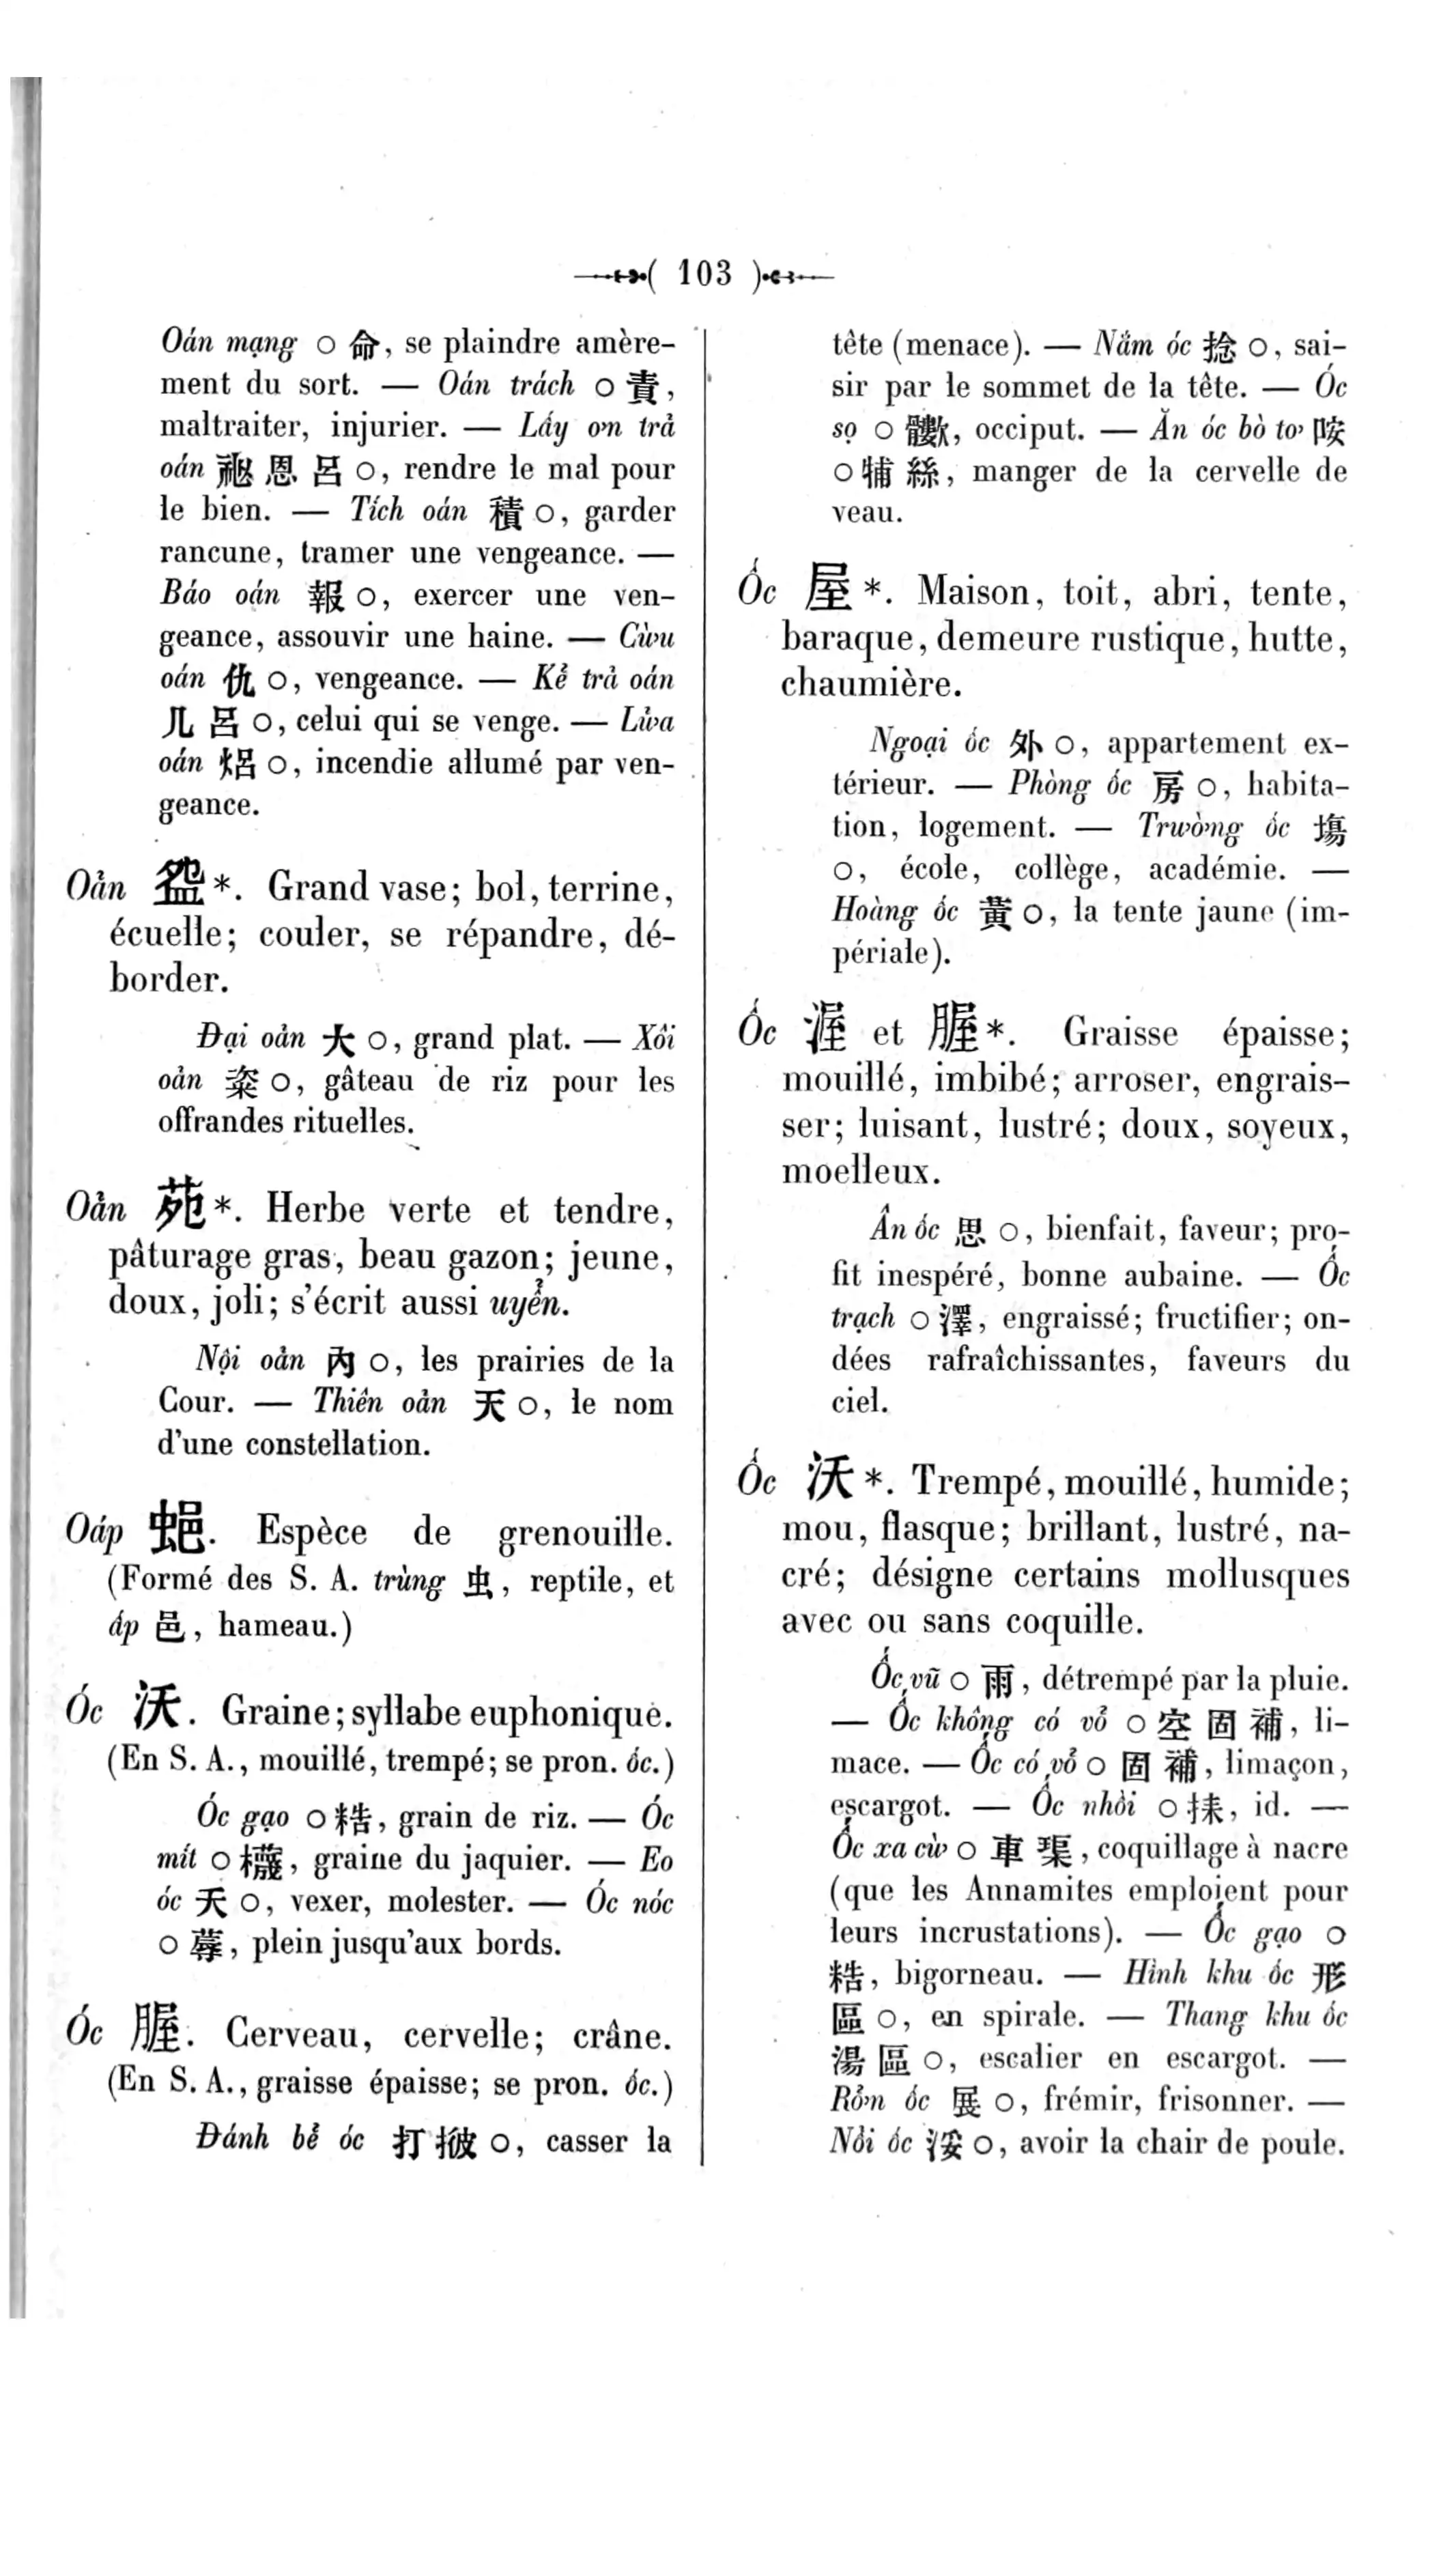 ( 103 )
Oán mạng ○ 命, se plaindre amère-
ment du sort. — Oán trách ○ 責,
maltraiter, injurier. — Lấy ơn trả
oán 恩 呂 ○, rendre le mal pour
le bien. — Tích oán 積 ○, garder
rancune, tramer une vengeance. —
Báo oán 報 ○, exercer une ven-
geance, assouvir une haine. — Cừu
oán 仇 ○, vengeance. — Kẻ trả oán
几 呂 ○, celui qui se venge. — Lửa
oán 焒 ○, incendie allumé par ven-
geance.
Oản 盌*. Grand vase; bol, terrine,
écuelle; couler, se répandre, dé-
border.
Đại oản 大 ○, grand plat. — Xôi
oản 粢 ○, gâteau de riz pour les
offrandes rituelles.
Oản 苑*. Herbe verte et tendre,
pâturage gras, beau gazon; jeune,
doux, joli; s'écrit aussi uyển.
Nội oản 內 ○, les prairies de la
Cour. — Thiên oản 天 ○, le nom
d'une constellation.
Oáp 𧋃. Espèce de grenouille.
(Formé des S. A. trùng 虫, reptile, et
ấp 邑, hameau.)
Óc 沃. Graine; syllabe euphonique.
(En S. A., mouillé, trempé; se pron. ốc.)
Óc gạo ○ 𥺊, grain de riz. — Óc
mít ○ 櫗, graine du jaquier. — Eo
óc 夭 ○, vexer, molester. — Óc nóc
○ 蓐, plein jusqu'aux bords.
Óc 腛. Cerveau, cervelle; crâne.
(En S. A., graisse épaisse; se pron. ốc.)
Đánh bể óc 打 ○, casser la
tête (menace). — Nắm óc 捻 ○, sai-
sir par le sommet de la tête. — Óc
sọ ○, occiput. — Ăn óc bò tơ 咹
○ 犕 絲, manger de la cervelle de
veau.
Ốc 屋*. Maison, toit, abri, tente,
baraque, demeure rustique, hutte,
chaumière.
Ngoại ốc 外 ○, appartement ex-
térieur. — Phòng ốc 房 ○, habita-
tion, logement. — Trường ốc 塲
○, école, collège, académie. —
Hoàng ốc 黃 ○, la tente jaune (im-
périale).
Ốc 渥 et 腛*. Graisse épaisse;
mouillé, imbibé; arroser, engrais-
ser; luisant, lustré; doux, soyeux,
moelleux.
Ân ốc 恩 ○, bienfait, faveur; pro-
fit inespéré, bonne aubaine. — Ốc
trạch ○ 澤, engraissé; fructifier; on-
dées rafraîchissantes, faveurs du
ciel.
Ốc 沃*. Trempé, mouillé, humide;
mou, flasque; brillant, lustré, na-
cré; désigne certains mollusques
avec ou sans coquille.
Ốc vũ ○ 雨, détrempé par la pluie.
— Ốc không có vỏ ○ 空 固 補, li-
mace. — Ốc có vỏ ○ 固 補, limaçon,
escargot. — Ốc nhồi ○, id. —
Ốc xa cừ ○ 車 璖, coquillage à nacre
(que les Annamites emploient pour
leurs incrustations). — Ốc gạo ○
𥺊, bigorneau. — Hình khu ốc 形
區 ○, en spirale. — Thang khu ốc
湯 區 ○, escalier en escargot. —
Rởn ốc 展 ○, frémir, frisonner. —
Nổi ốc 浽 ○, avoir la chair de poule.